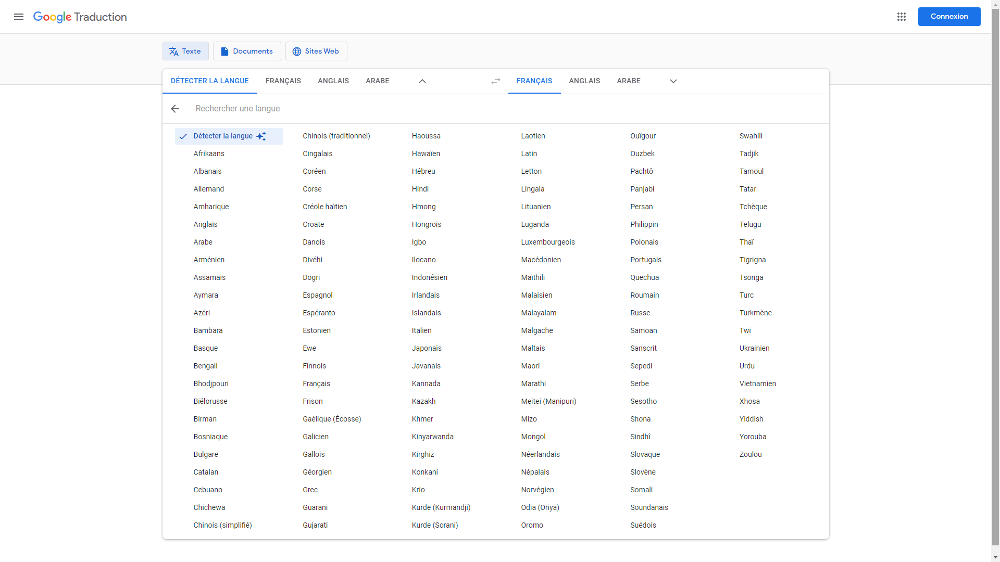 Google Traduction
Connexion
Texte
Documents
Sites Web
DÉTECTER LA LANGUE
FRANÇAIS
ANGLAIS
ARABE
FRANÇAIS
ANGLAIS
ARABE
Rechercher une langue
Détecter la langue
Afrikaans
Albanais
Allemand
Amharique
Anglais
Arabe
Arménien
Assamais
Aymara
Azéri
Bambara
Basque
Bengali
Bhodjpouri
Biélorusse
Birman
Bosniaque
Bulgare
Catalan
Cebuano
Chichewa
Chinois (simplifié)
Chinois (traditionnel)
Cingalais
Coréen
Corse
Créole haïtien
Croate
Danois
Divéhi
Dogri
Espagnol
Espéranto
Estonien
Ewe
Finnois
Français
Frison
Gaélique (Écosse)
Galicien
Gallois
Géorgien
Grec
Guarani
Gujarati
Haoussa
Hawaïen
Hébreu
Hindi
Hmong
Hongrois
Igbo
Ilocano
Indonésien
Irlandais
Islandais
Italien
Japonais
Javanais
Kannada
Kazakh
Khmer
Kinyarwanda
Kirghiz
Konkani
Krio
Kurde (Kurmandji)
Kurde (Sorani)
Laotien
Latin
Letton
Lingala
Lituanien
Luganda
Luxembourgeois
Macédonien
Maïthili
Malaisien
Malayalam
Malgache
Maltais
Maori
Marathi
Meitei (Manipuri)
Mizo
Mongol
Néerlandais
Népalais
Norvégien
Odia (Oriya)
Oromo
Ouïgour
Ouzbek
Pachtô
Panjabi
Persan
Philippin
Polonais
Portugais
Quechua
Roumain
Russe
Samoan
Sanscrit
Sepedi
Serbe
Sesotho
Shona
Sindhî
Slovaque
Slovène
Somali
Soundanais
Suédois
Swahili
Tadjik
Tamoul
Tatar
Tchèque
Telugu
Thaï
Tigrigna
Tsonga
Turc
Turkmène
Twi
Ukrainien
Urdu
Vietnamien
Xhosa
Yiddish
Yorouba
Zoulou